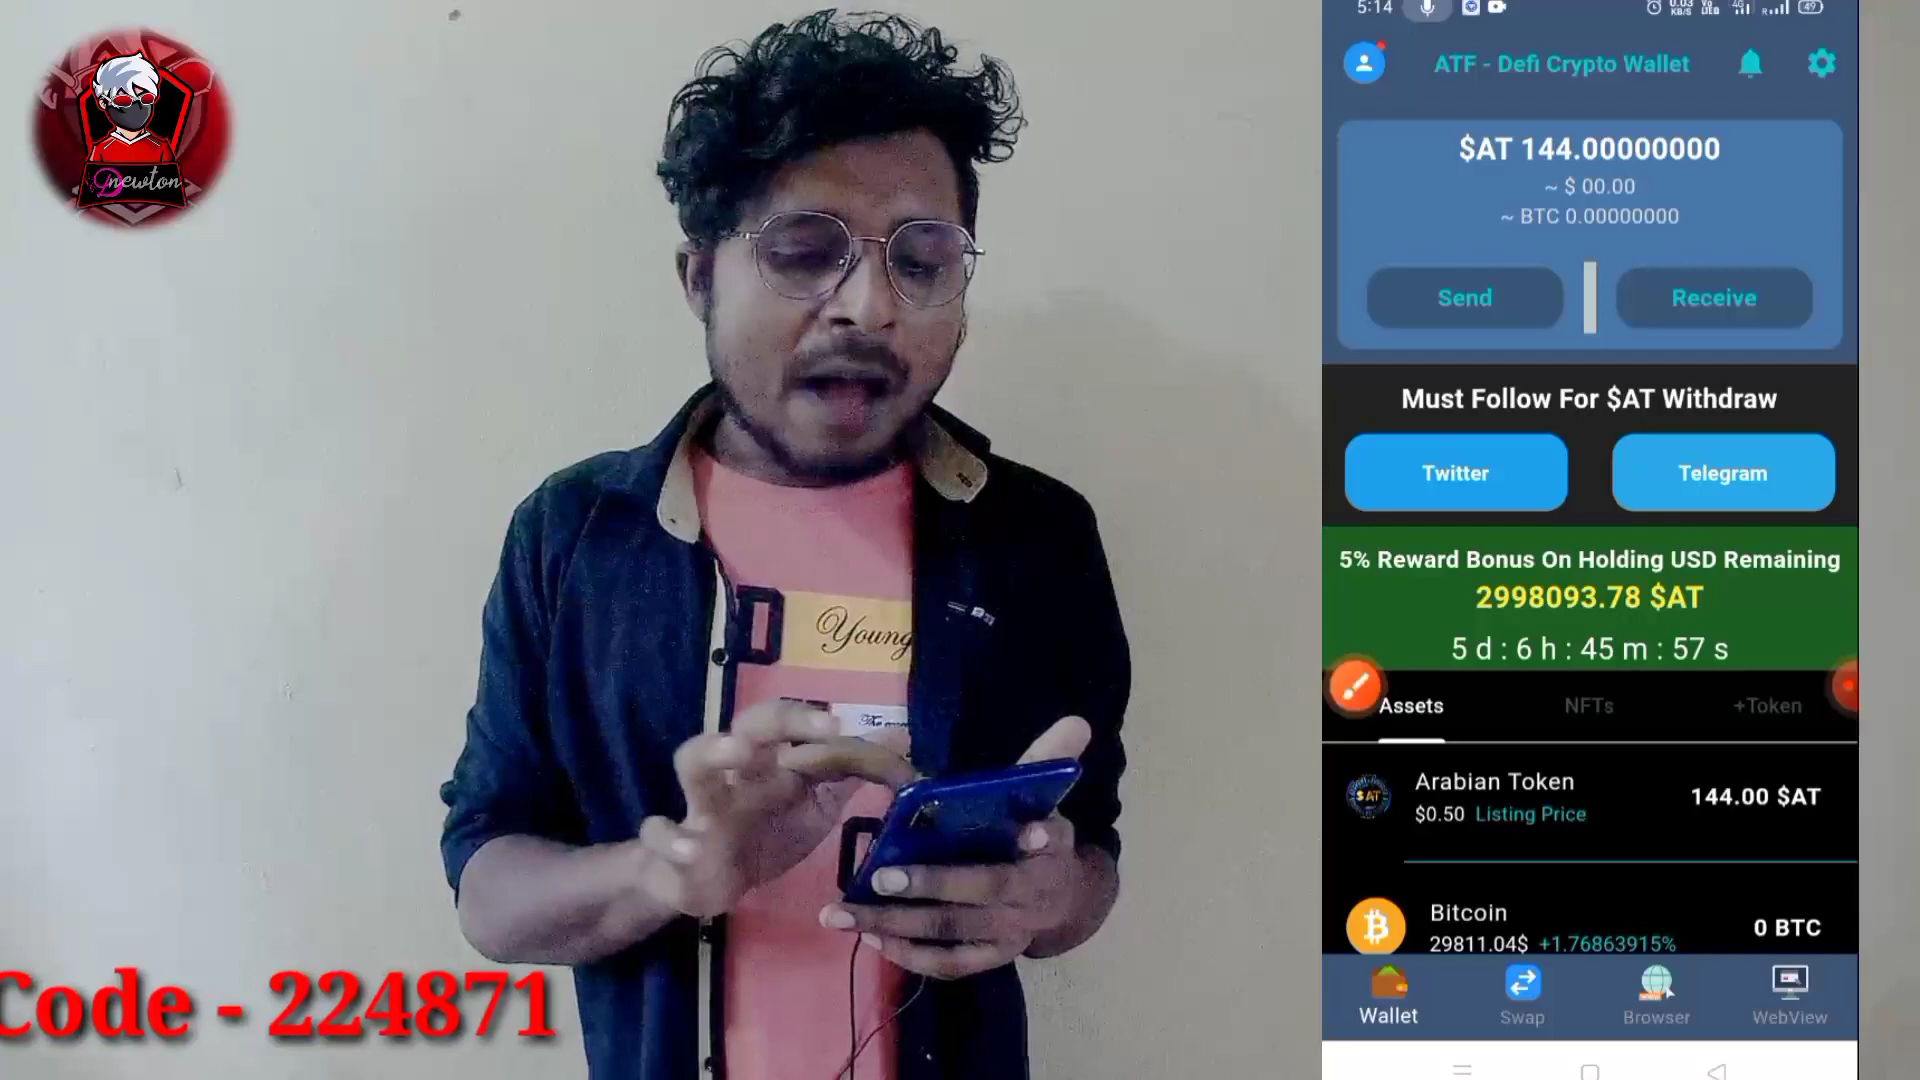 Dnewton
Young
Code - 224871
5:14
49
ATF - Defi Crypto Wallet
$AT 144.00000000
~ $ 00.00
~ BTC 0.00000000
Send
Receive
Must Follow For $AT Withdraw
Twitter
Telegram
5% Reward Bonus On Holding USD Remaining
2998093.78 $AT
5 d : 6 h : 45 m : 57 s
Assets
NFTs
+Token
$AT
Arabian Token
144.00 $AT
$0.50 Listing Price
Bitcoin
0 BTC
29811.04$ +1.76863915%
Wallet
Swap
Browser
WebView